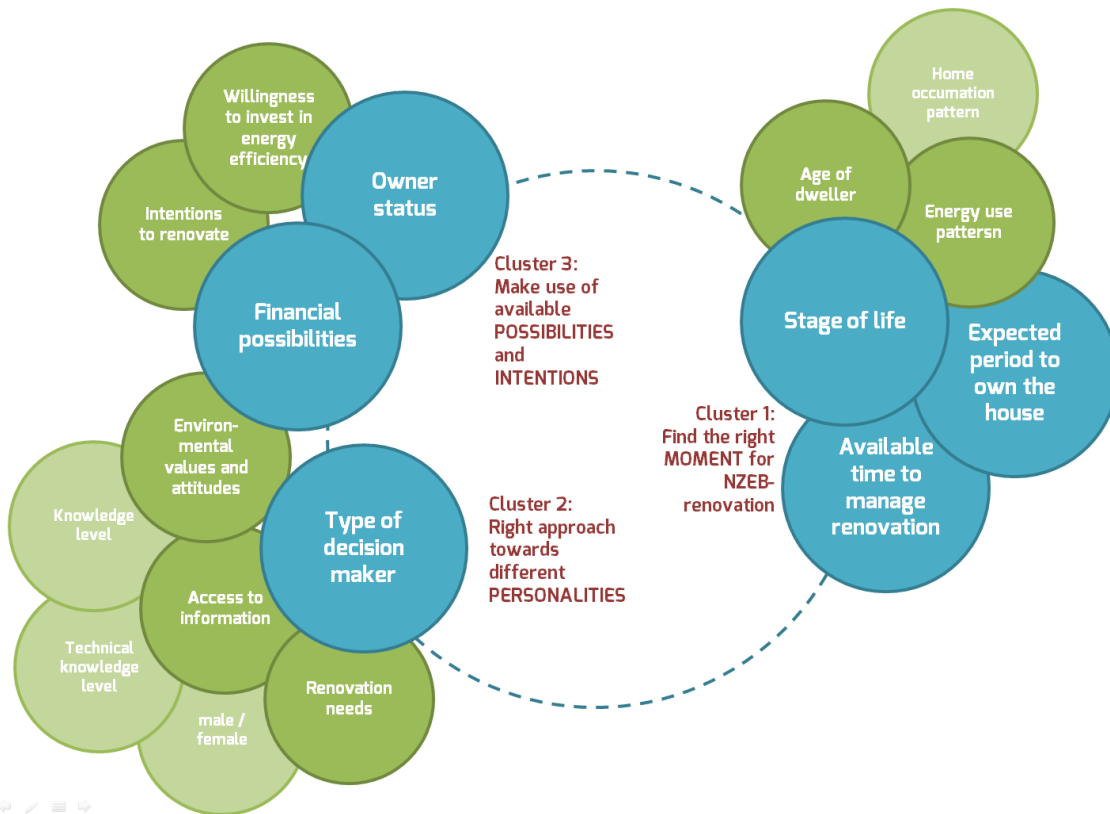 Willingness
to invest in
energy
efficiency
Owner
status
Intentions
to renovate
Financial
possibilities
Cluster 3:
Make use of
available
POSSIBILITIES
and
INTENTIONS
Environ-
mental
values and
attitudes
Knowledge
level
Type of
decision
maker
Access to
information
Technical
knowledge
level
male /
female
Renovation
needs
Cluster 2:
Right approach
towards
different
PERSONALITIES
Home
occumation
pattern
Age of
dweller
Energy use
pattersn
Stage of life
Expected
period to
own the
house
Cluster 1:
Find the right
MOMENT for
NZEB-
renovation
Available
time to
manage
renovation